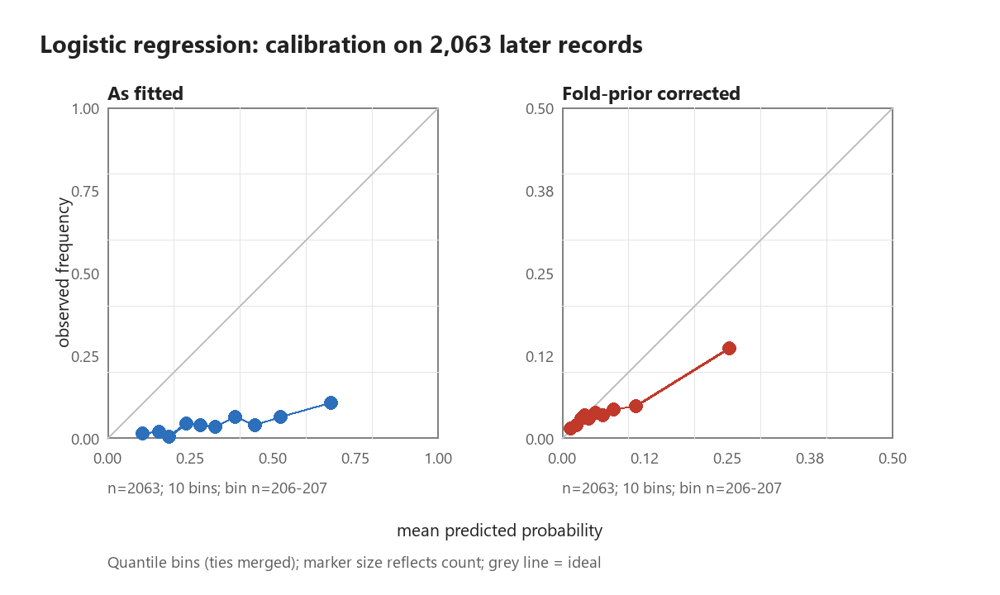 Logistic regression: calibration on 2,063 later records
As fitted
1.00
0.75
0.50
0.25
0.00
0.00 0.25 0.50 0.75 1.00
observed frequency
n=2063; 10 bins; bin n=206-207
Fold-prior corrected
0.50
0.38
0.25
0.12
0.00
0.00 0.12 0.25 0.38 0.50
n=2063; 10 bins; bin n=206-207
mean predicted probability
Quantile bins (ties merged); marker size reflects count; grey line = ideal